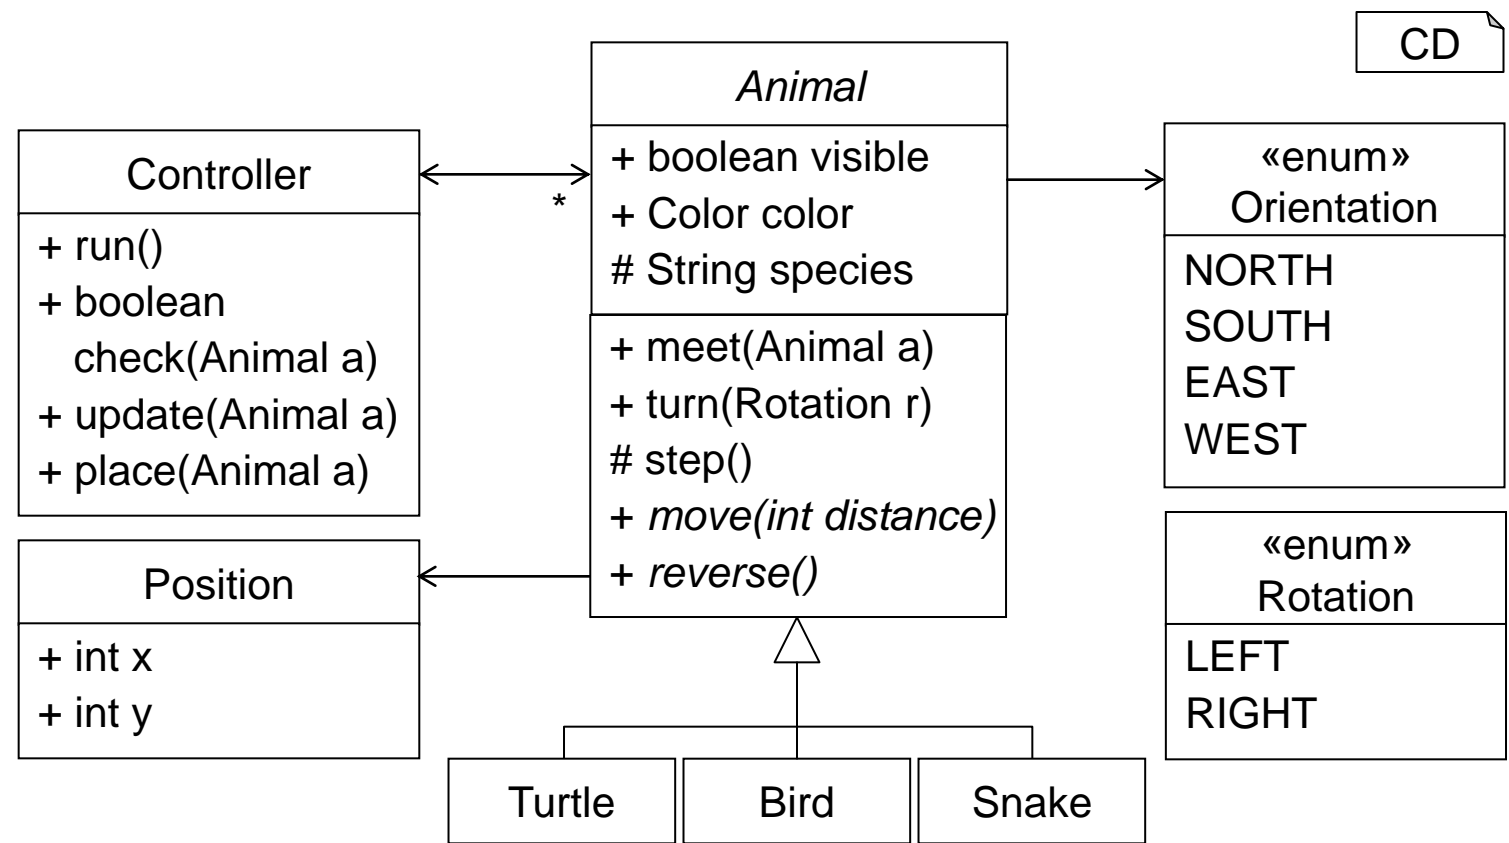 CD
Controller
+ run()
+ boolean
check(Animal a)
+ update(Animal a)
+ place(Animal a)
*
Animal
+ boolean visible
+ Color color
# String species
+ meet(Animal a)
+ turn(Rotation r)
# step()
+ move(int distance)
+ reverse()
«enum»
Orientation
NORTH
SOUTH
EAST
WEST
Position
+ int x
+ int y
«enum»
Rotation
LEFT
RIGHT
Turtle
Bird
Snake